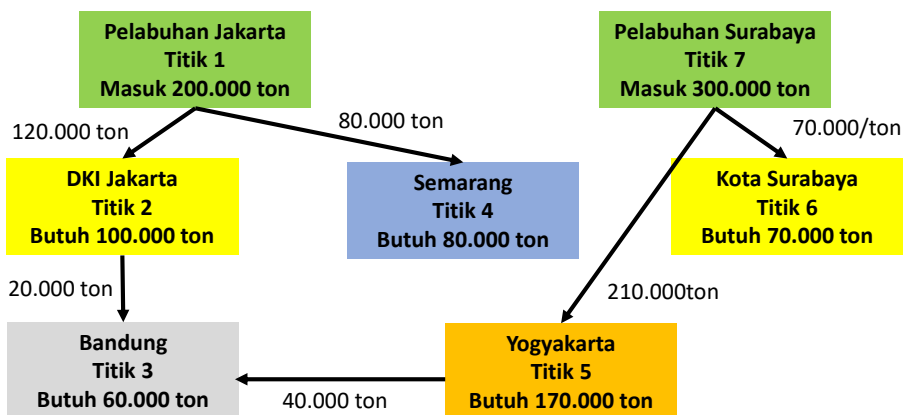 Pelabuhan Jakarta
Titik 1
Masuk 200.000 ton
Pelabuhan Surabaya
Titik 7
Masuk 300.000 ton
120.000 ton
80.000 ton
70.000/ton
DKI Jakarta
Titik 2
Butuh 100.000 ton
Semarang
Titik 4
Butuh 80.000 ton
Kota Surabaya
Titik 6
Butuh 70.000 ton
20.000 ton
210.000ton
Bandung
Titik 3
Butuh 60.000 ton
40.000 ton
Yogyakarta
Titik 5
Butuh 170.000 ton